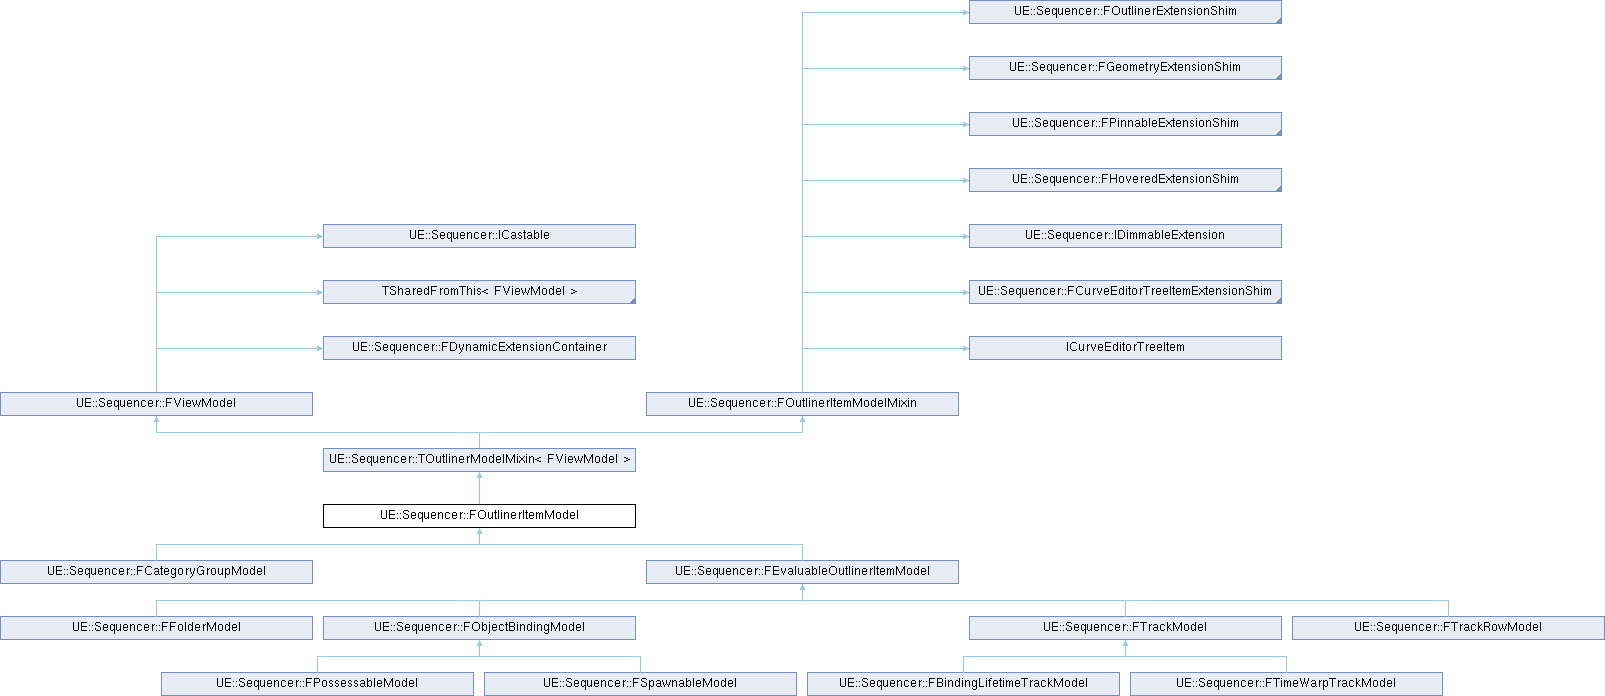 UE::Sequencer::FOutlinerExtensionShim
UE::Sequencer::FGeometryExtensionShim
UE::Sequencer::FPinnableExtensionShim
UE::Sequencer::FHoveredExtensionShim
UE::Sequencer::ICastable
UE::Sequencer::IDimmableExtension
TSharedFromThis< FViewModel >
UE::Sequencer::FCurveEditorTreeItemExtensionShim
UE::Sequencer::FDynamicExtensionContainer
ICurveEditorTreeItem
UE::Sequencer::FViewModel
UE::Sequencer::FOutlinerItemModelMixin
UE::Sequencer::TOutlinerModelMixin< FViewModel >
UE::Sequencer::FOutlinerItemModel
UE::Sequencer::FCategoryGroupModel
UE::Sequencer::FEvaluableOutlinerItemModel
UE::Sequencer::FFolderModel
UE::Sequencer::FObjectBindingModel
UE::Sequencer::FTrackModel
UE::Sequencer::FTrackRowModel
UE::Sequencer::FPossessableModel
UE::Sequencer::FSpawnableModel
UE::Sequencer::FBindingLifetimeTrackModel
UE::Sequencer::FTimeWarpTrackModel